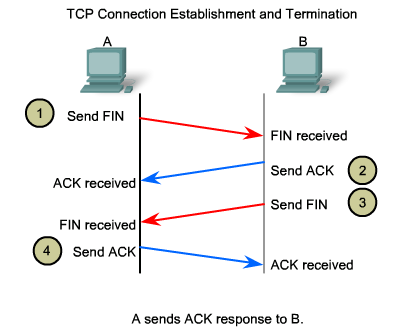 TCP Connection Establishment and Termination
A
B
1
Send FIN
FIN received
Send ACK
2
ACK received
Send FIN
3
FIN received
4
Send ACK
ACK received
A sends ACK response to B.